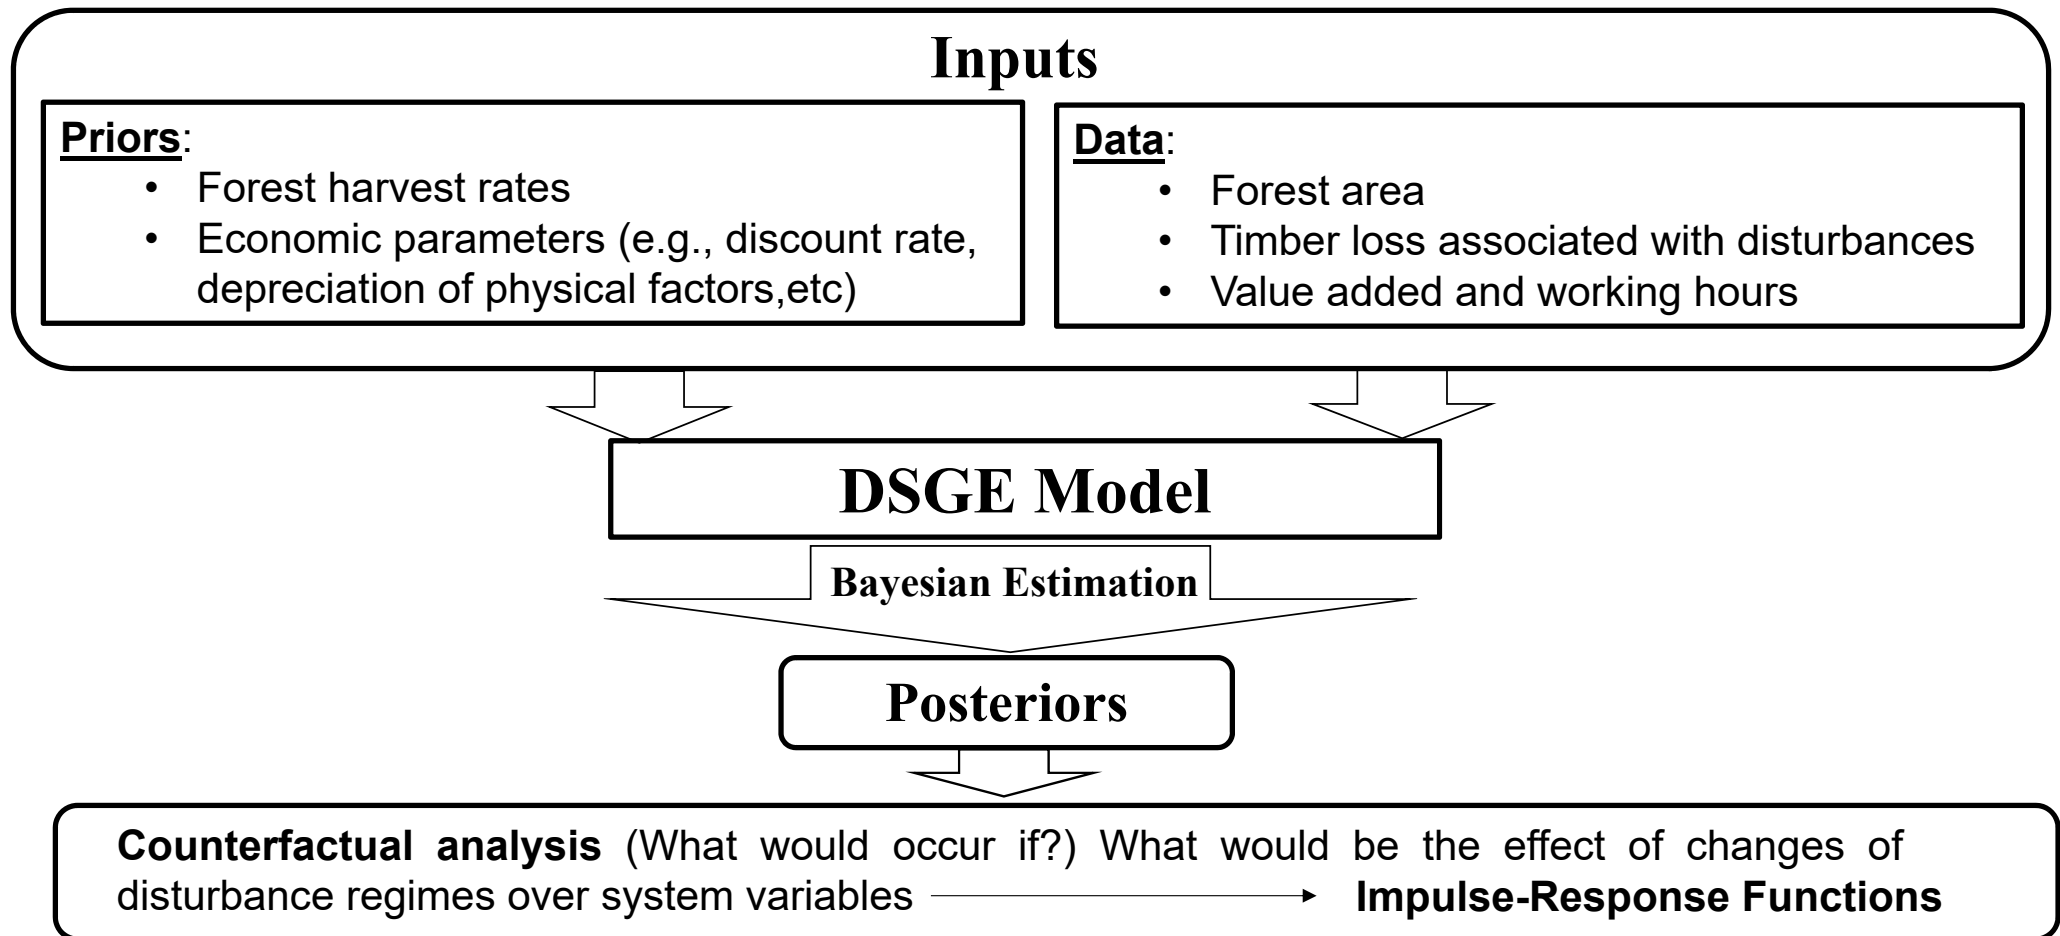 Inputs
Priors:
• Forest harvest rates
• Economic parameters (e.g., discount rate,
depreciation of physical factors,etc)
Data:
• Forest area
• Timber loss associated with disturbances
• Value added and working hours
DSGE Model
Bayesian Estimation
Posteriors
Counterfactual analysis (What would occur if?) What would be the effect of changes of
disturbance regimes over system variables Impulse-Response Functions